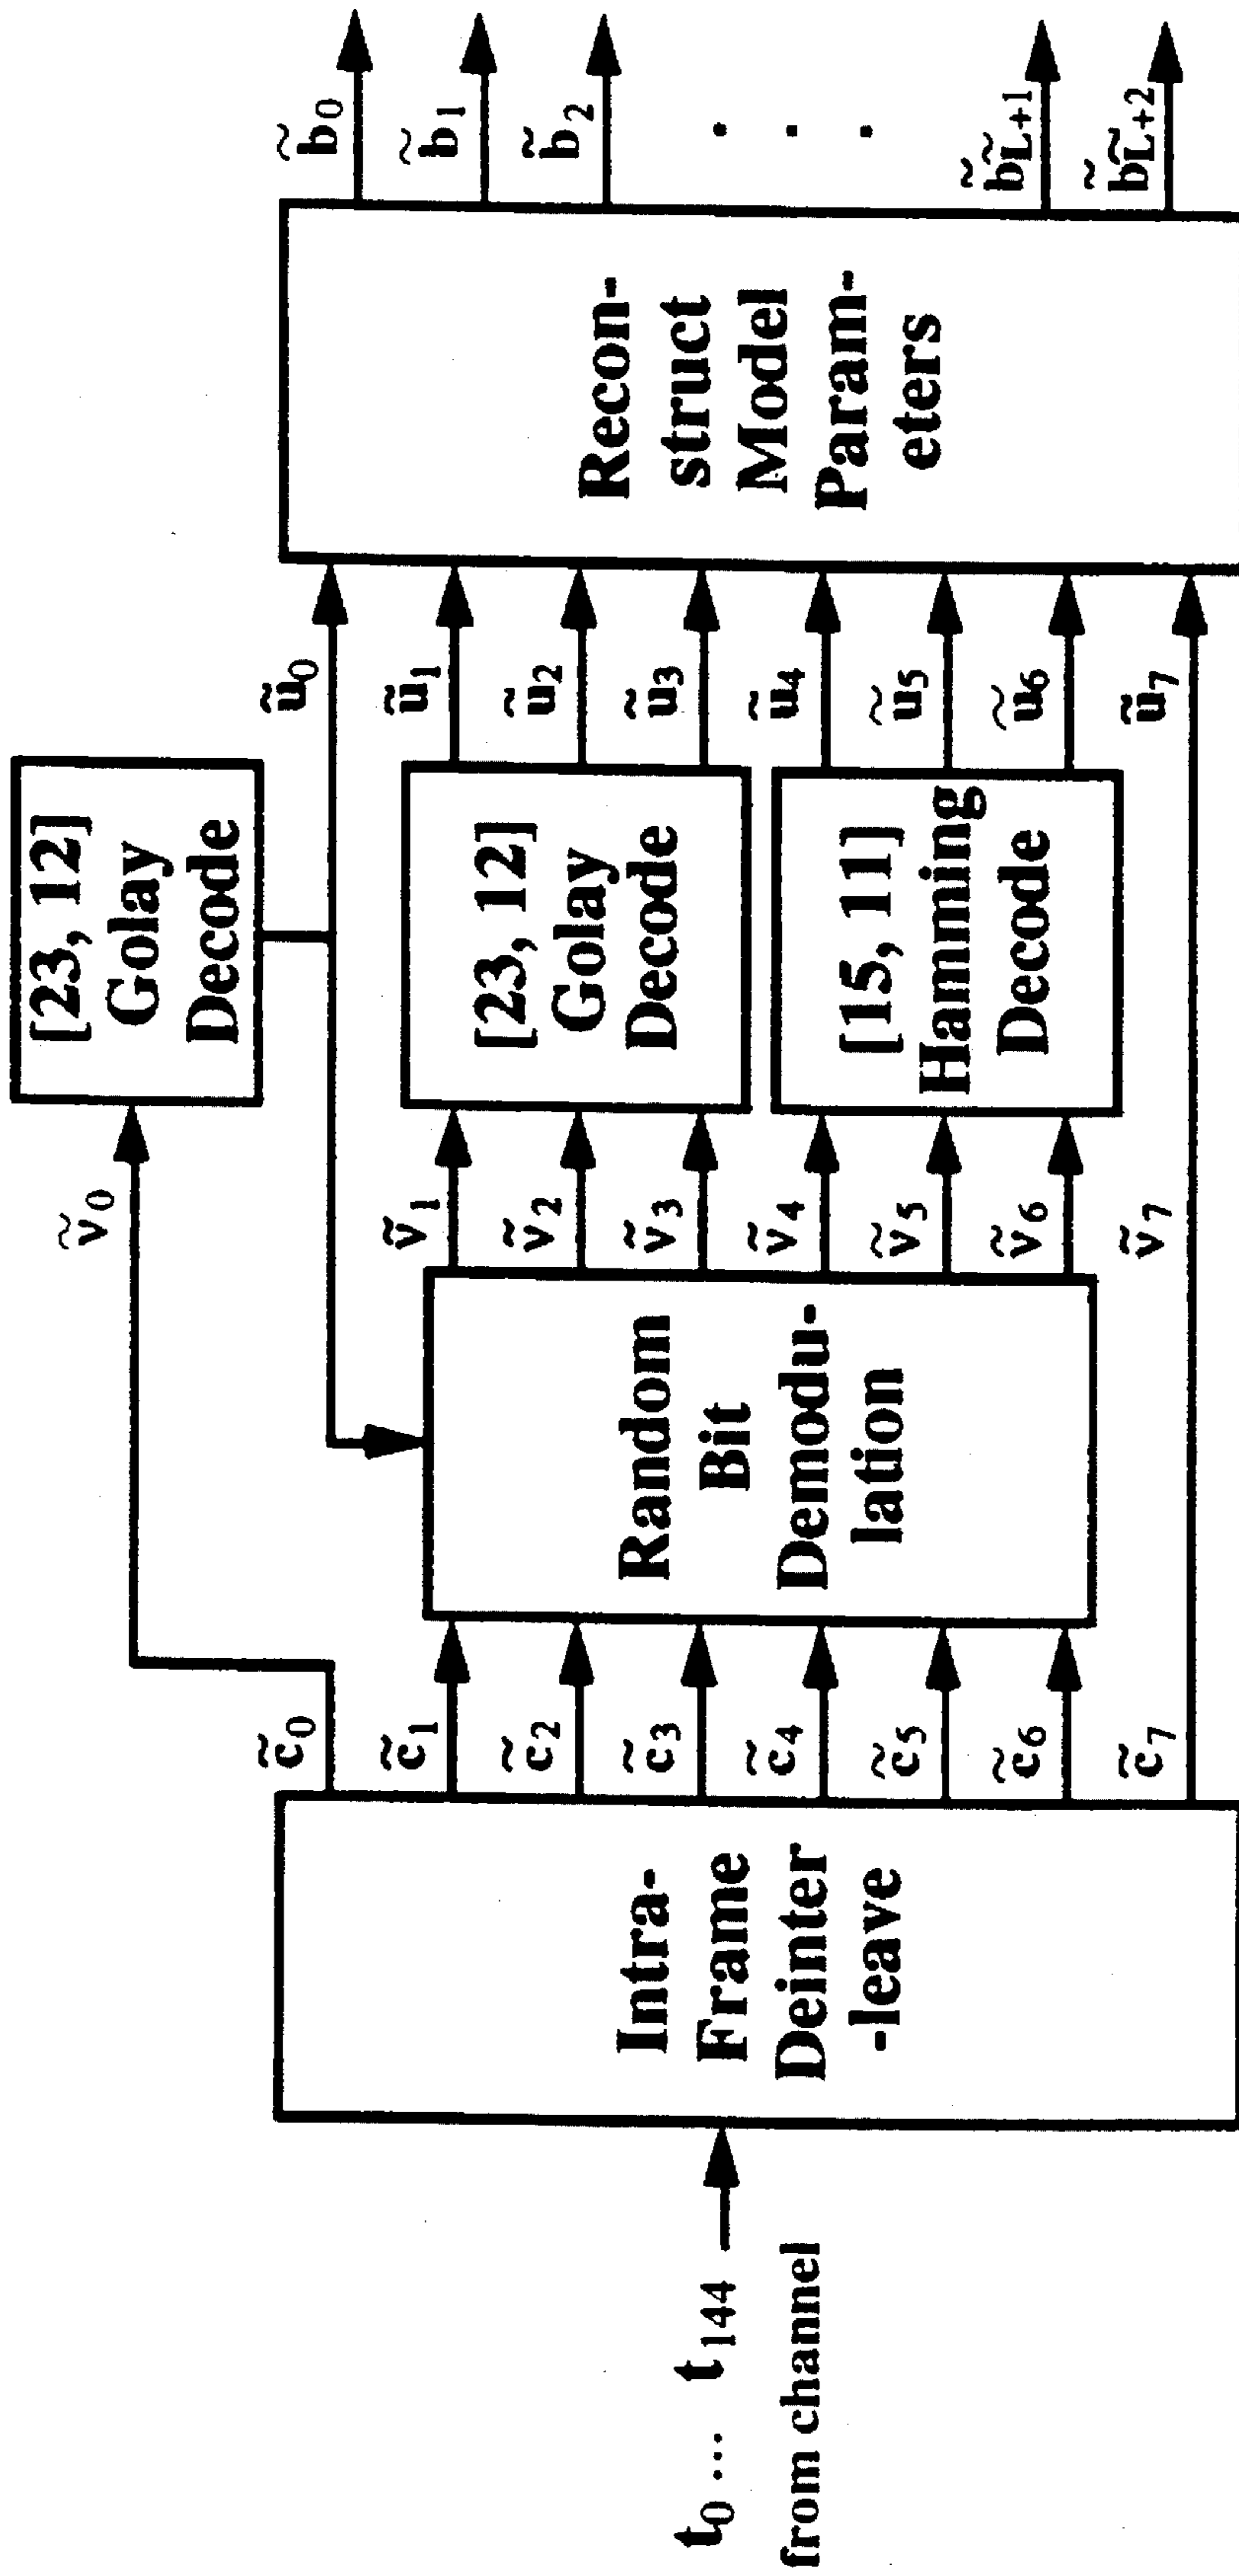 t₀ ... t₁₄₄
from channel
Intra-
Frame
Deinter
-leave
c̃₀
c̃₁
c̃₂
c̃₃
c̃₄
c̃₅
c̃₆
c̃₇
Random
Bit
Demodu-
lation
ṽ₀
ṽ₁
ṽ₂
ṽ₃
ṽ₄
ṽ₅
ṽ₆
ṽ₇
[23, 12]
Golay
Decode
[23, 12]
Golay
Decode
[15, 11]
Hamming
Decode
ũ₀
ũ₁
ũ₂
ũ₃
ũ₄
ũ₅
ũ₆
ũ₇
Recon-
struct
Model
Param-
eters
b̃₀
b̃₁
b̃₂
. . .
b̃_L̃+1
b̃_L̃+2